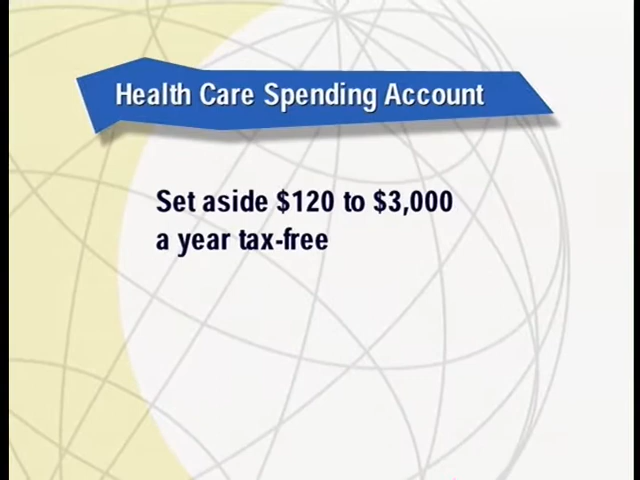 Health Care Spending Account
Set aside $120 to $3,000
a year tax-free